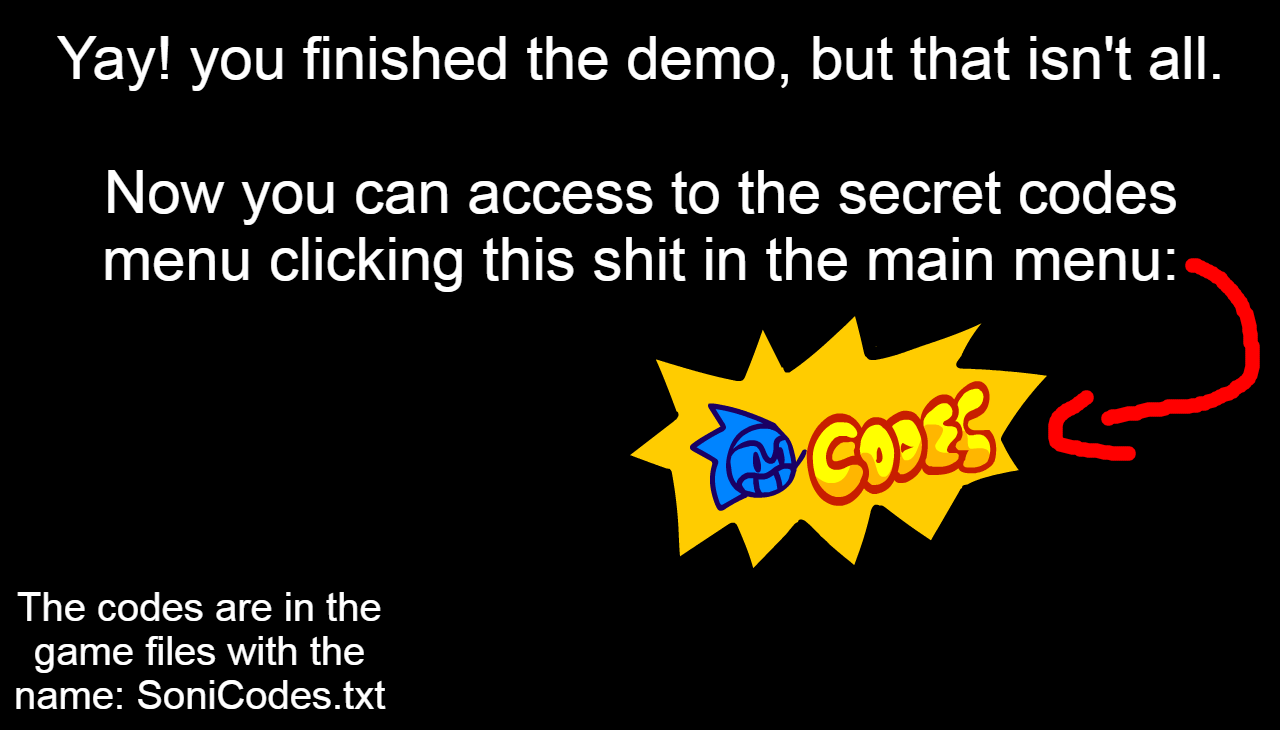 Yay! you finished the demo, but that isn't all.
Now you can access to the secret codes
menu clicking this shit in the main menu:
CODES
The codes are in the
game files with the
name: SoniCodes.txt